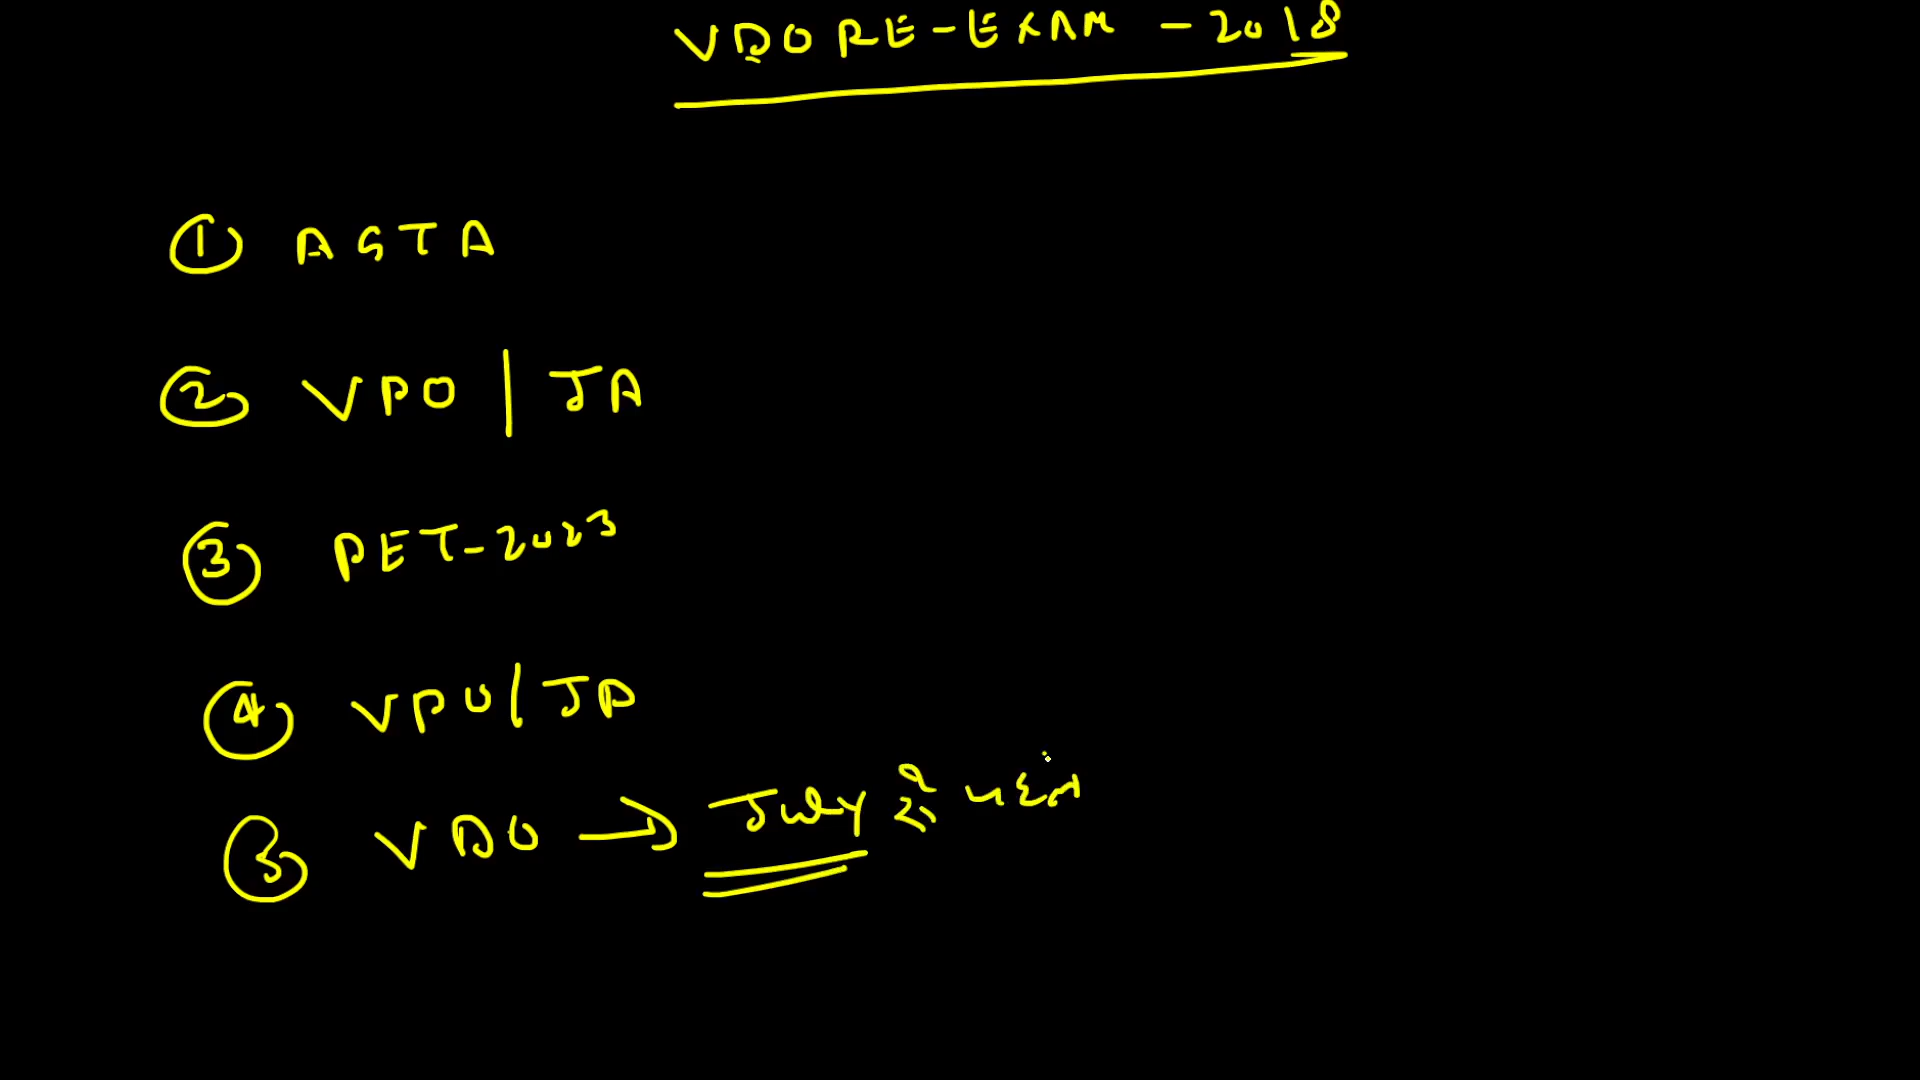 VDO RE-EXAM - 2018
① AGTA
② VPO | JA
③ PET-2023
④ VPO/JA
⑤ VDO → July के